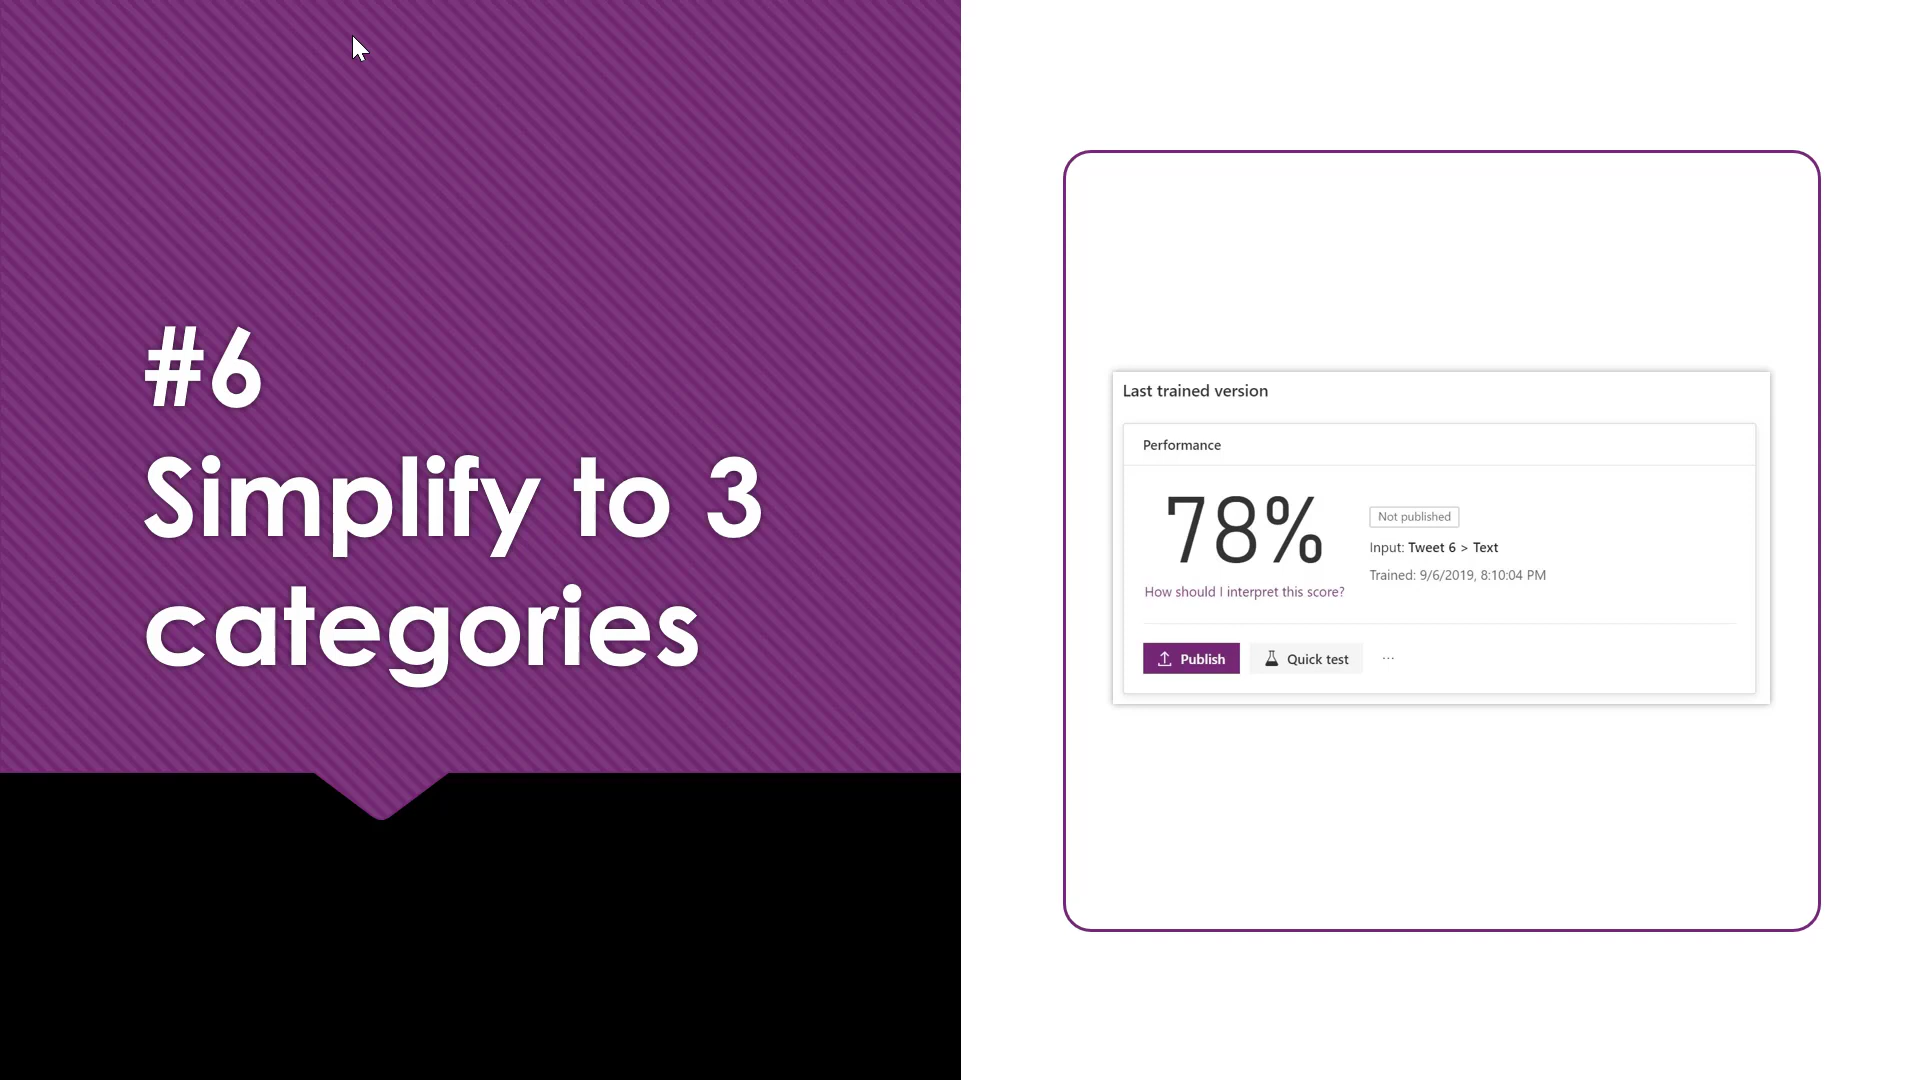 #6
Simplify to 3
categories
Last trained version
Performance
78%
Not published
Input: Tweet 6 > Text
Trained: 9/6/2019, 8:10:04 PM
How should I interpret this score?
Publish
Quick test
...